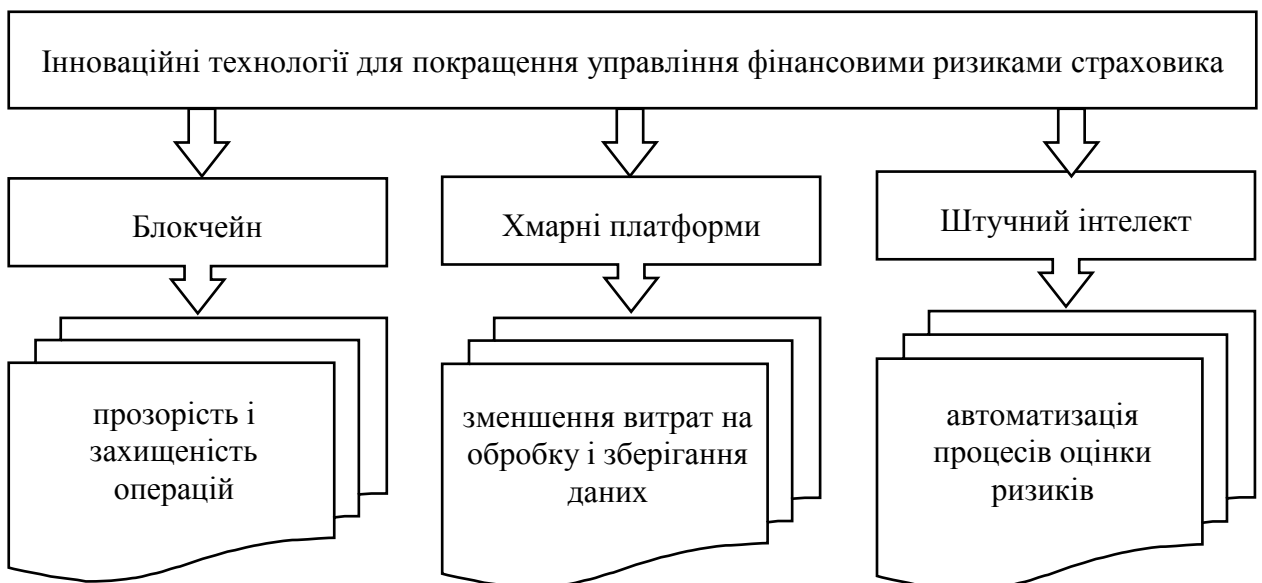 Інноваційні технології для покращення управління фінансовими ризиками страховика
Блокчейн
Хмарні платформи
Штучний інтелект
прозорість і
захищеність
операцій
зменшення витрат на
обробку і зберігання
даних
автоматизація
процесів оцінки
ризиків